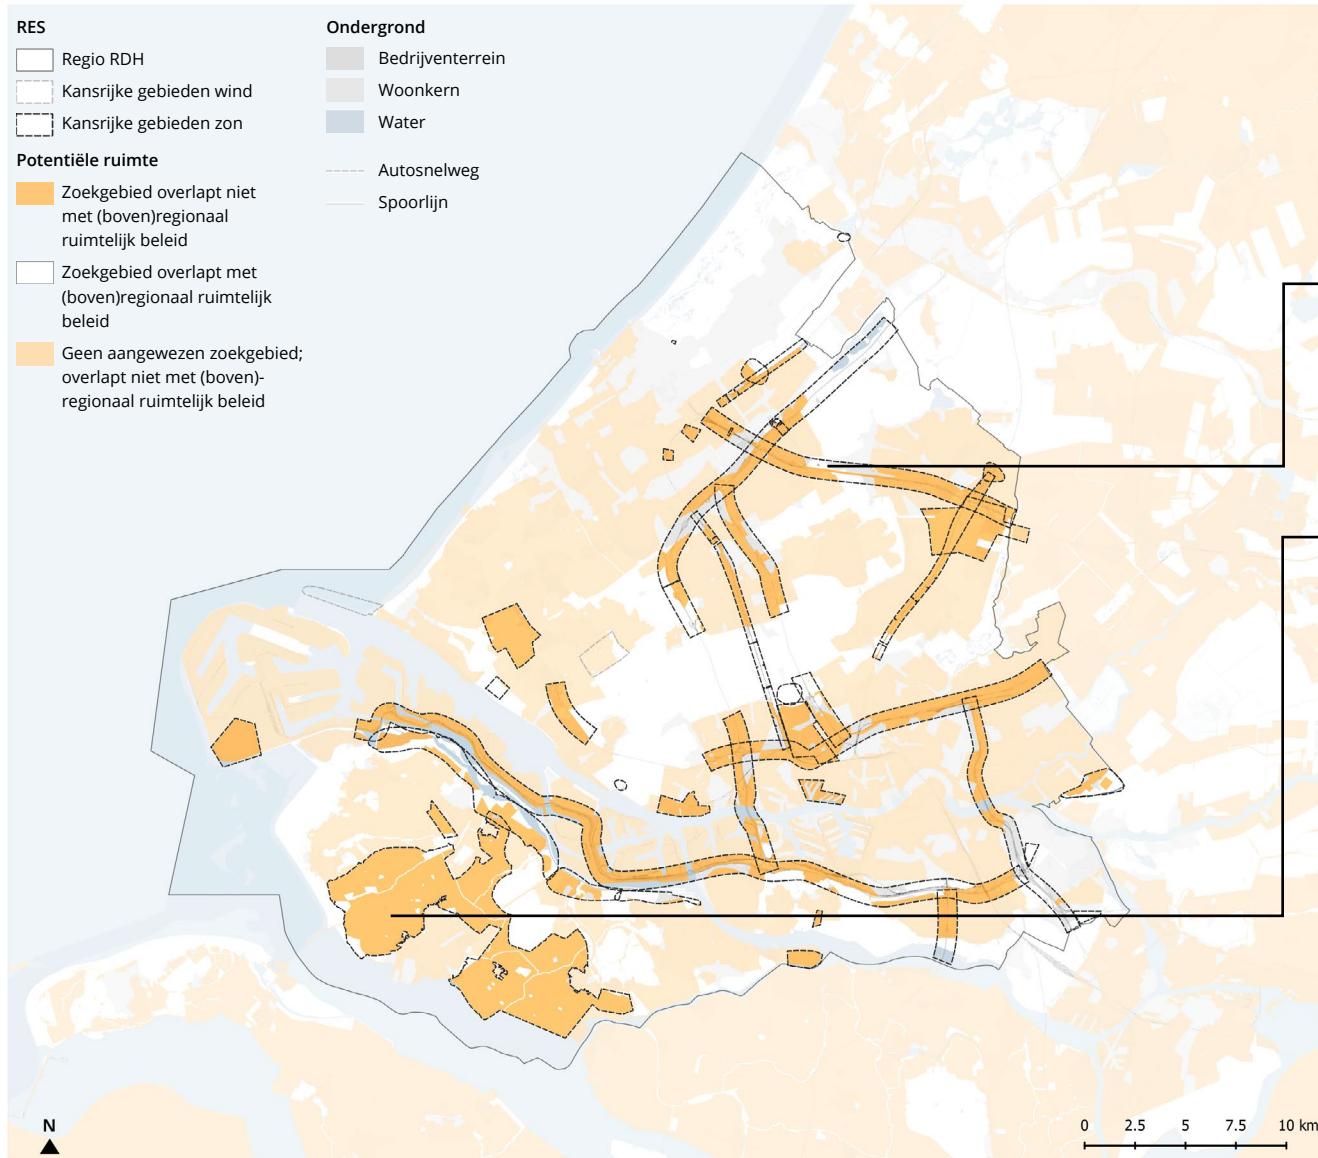 RES
Regio RDH
Kansrijke gebieden wind
Kansrijke gebieden zon
Potentiële ruimte
Zoekgebied overlapt niet
met (boven)regionaal
ruimtelijk beleid
Zoekgebied overlapt met
(boven)regionaal ruimtelijk
beleid
Geen aangewezen zoekgebied;
overlapt niet met (boven)-
regionaal ruimtelijk beleid
Ondergrond
Bedrijventerrein
Woonkern
Water
Autosnelweg
Spoorlijn
N
0 2.5 5 7.5 10 km